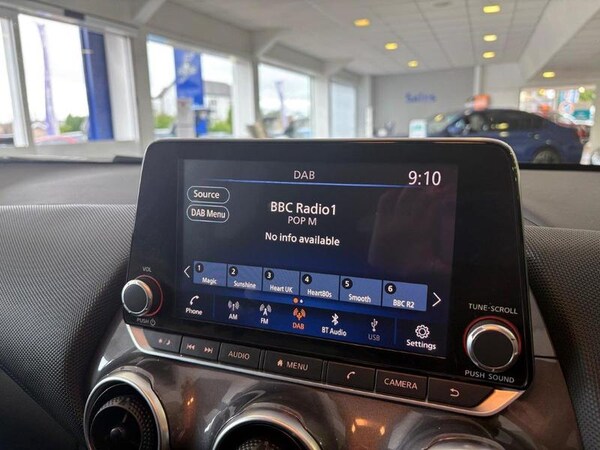 Sales
DAB
9:10
Source
DAB Menu
BBC Radio1
POP M
No info available
1 2 3 4 5 6
Magic Sunshine Heart UK Heart80s Smooth BBC R2
Phone AM FM DAB BT Audio USB Settings
VOL
PUSH
TUNE·SCROLL
PUSH SOUND
AUDIO MENU CAMERA